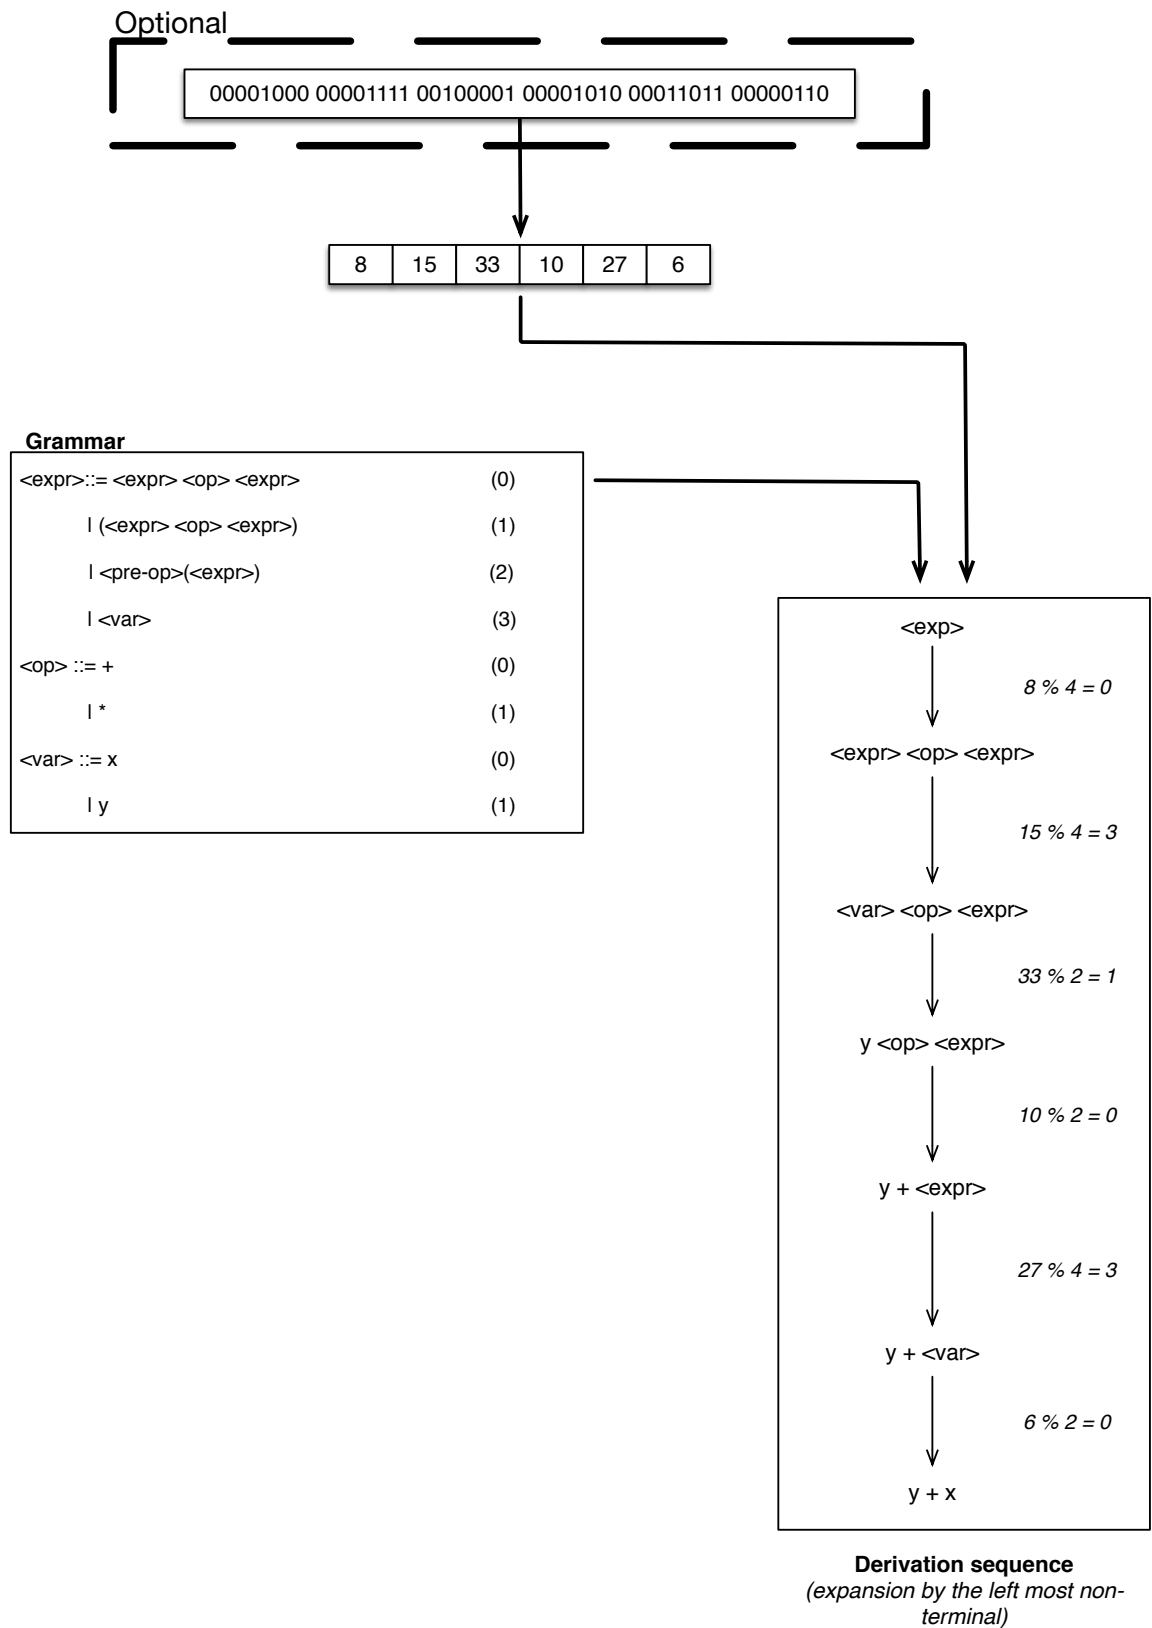 Optional
00001000 00001111 00100001 00001010 00011011 00000110
8 15 33 10 27 6
Grammar
<expr>::= <expr> <op> <expr> (0)
| (<expr> <op> <expr>) (1)
| <pre-op>(<expr>) (2)
| <var> (3)
<op> ::= + (0)
| * (1)
<var> ::= x (0)
| y (1)
<exp>
8 % 4 = 0
<expr> <op> <expr>
15 % 4 = 3
<var> <op> <expr>
33 % 2 = 1
y <op> <expr>
10 % 2 = 0
y + <expr>
27 % 4 = 3
y + <var>
6 % 2 = 0
y + x
Derivation sequence
(expansion by the left most non-
terminal)